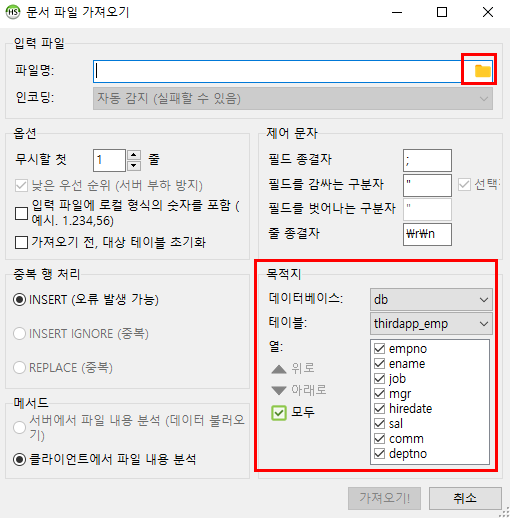 HS 문서 파일 가져오기
입력 파일
파일명:
인코딩: 자동 감지 (실패할 수 있음)
옵션
무시할 첫 1 줄
낮은 우선 순위 (서버 부하 방지)
입력 파일에 로컬 형식의 숫자를 포함 (
예시. 1.234,56)
가져오기 전, 대상 테이블 초기화
제어 문자
필드 종결자 ;
필드를 감싸는 구분자 " 선택
필드를 벗어나는 구분자 "
줄 종결자 ₩r₩n
중복 행 처리
INSERT (오류 발생 가능)
INSERT IGNORE (중복)
REPLACE (중복)
메서드
서버에서 파일 내용 분석 (데이터 불러오
기)
클라이언트에서 파일 내용 분석
목적지
데이터베이스: db
테이블: thirdapp_emp
열:
위로
아래로
모두
empno
ename
job
mgr
hiredate
sal
comm
deptno
가져오기! 취소